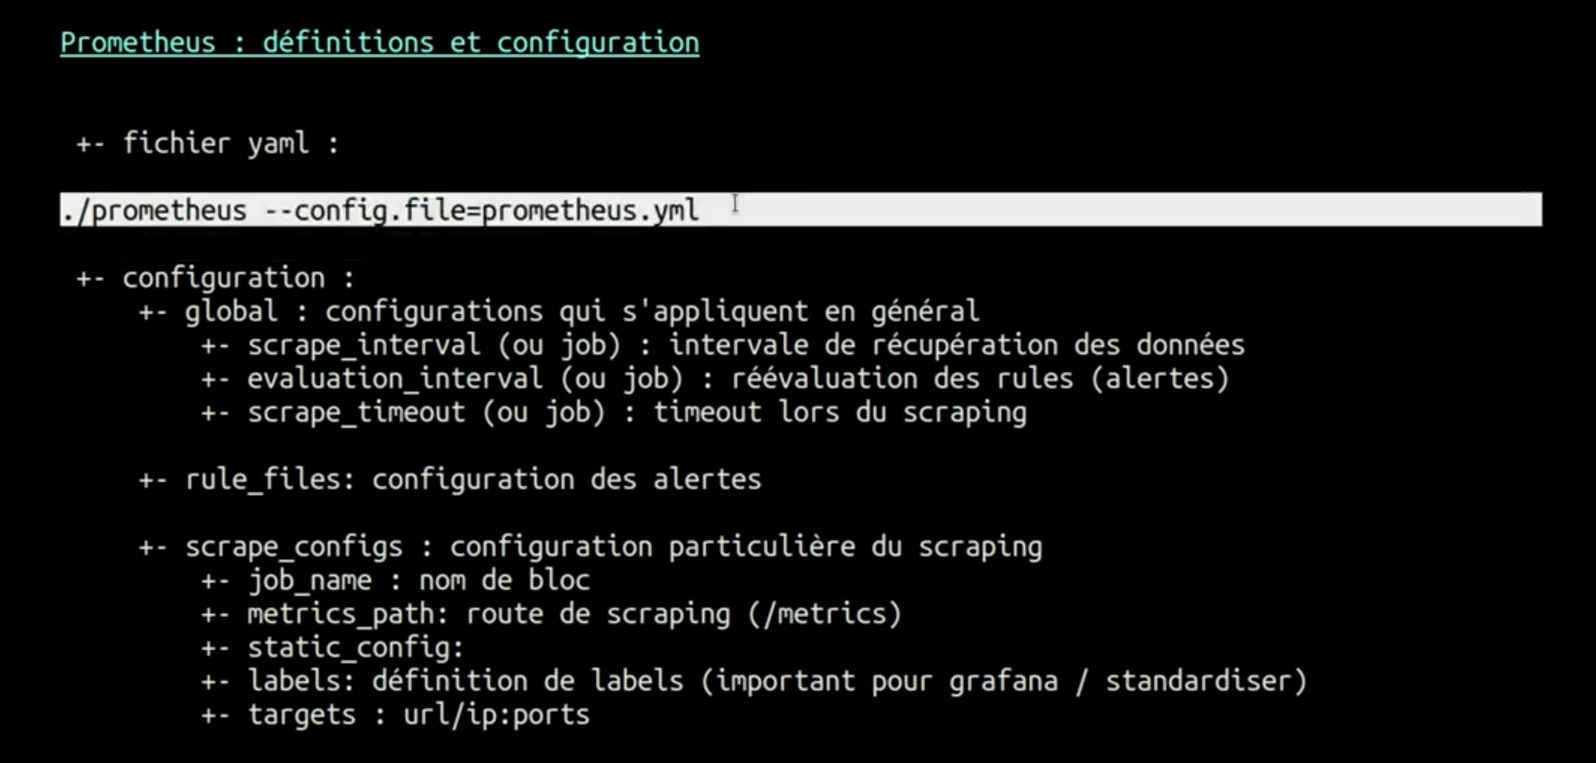 Prometheus : définitions et configuration
+- fichier yaml :
./prometheus --config.file=prometheus.yml
+- configuration :
+- global : configurations qui s'appliquent en général
+- scrape_interval (ou job) : intervale de récupération des données
+- evaluation_interval (ou job) : réévaluation des rules (alertes)
+- scrape_timeout (ou job) : timeout lors du scraping
+- rule_files: configuration des alertes
+- scrape_configs : configuration particulière du scraping
+- job_name : nom de bloc
+- metrics_path: route de scraping (/metrics)
+- static_config:
+- labels: définition de labels (important pour grafana / standardiser)
+- targets : url/ip:ports